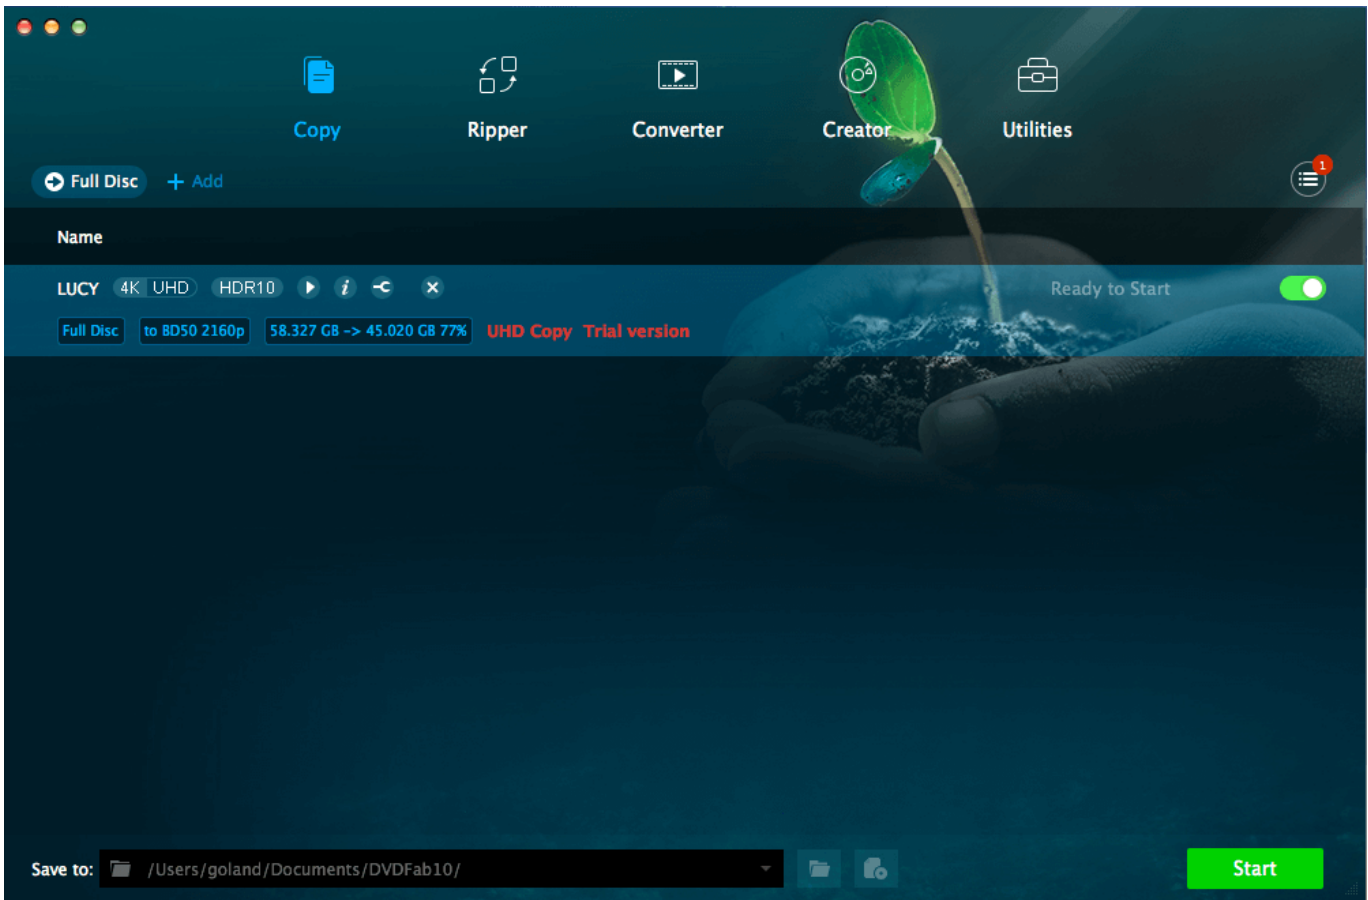 Copy Ripper Converter Creator Utilities
Full Disc + Add 1
Name
LUCY 4K UHD HDR10 i Ready to Start
Full Disc to BD50 2160p 58.327 GB -> 45.020 GB 77% UHD Copy Trial version
Save to: /Users/goland/Documents/DVDFab10/ Start